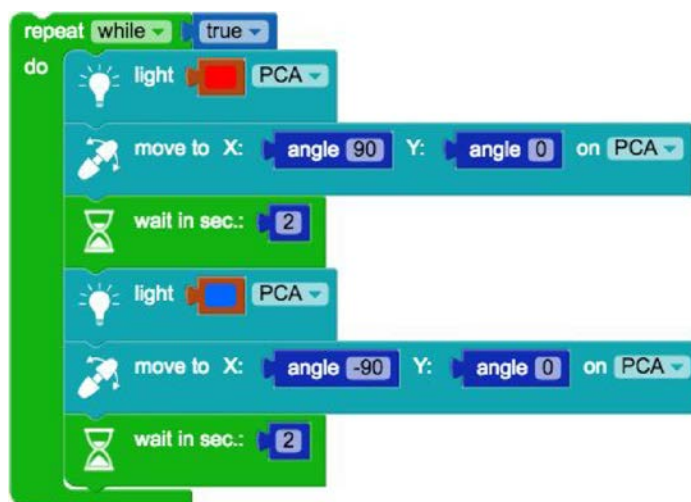 repeat while true
do
light PCA
move to X: angle 90 Y: angle 0 on PCA
wait in sec.: 2
light PCA
move to X: angle -90 Y: angle 0 on PCA
wait in sec.: 2